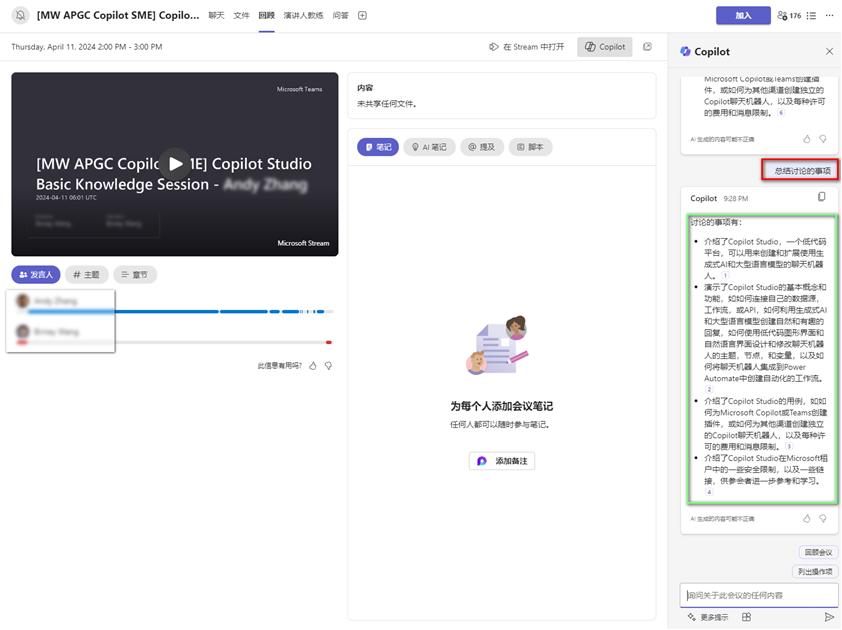 [MW APGC Copilot SME] Copilo...
聊天
文件
回顾
演讲人教练
问答
加入
176
Thursday, April 11, 2024 2:00 PM - 3:00 PM
在 Stream 中打开
Copilot
Microsoft Teams
[MW APGC Copilot SME] Copilot Studio
Basic Knowledge Session - Andy Zhang
2024-04-11 06:01 UTC
Microsoft Stream
发言人
主题
章节
Andy Zhang
此信息有用吗?
内容
未共享任何文件。
笔记
AI 笔记
提及
脚本
为每个人添加会议笔记
任何人都可以随时参与笔记。
添加备注
Copilot
Microsoft Copilot或Teams创建插
件，或如何为其他渠道创建独立的
Copilot聊天机器人，以及每种许可
的费用和消息限制。 6
AI 生成的内容可能不正确
总结讨论的事项
Copilot 9:28 PM
讨论的事项有:
• 介绍了Copilot Studio，一个低代码
平台，可以用来创建和扩展使用生
成式AI和大型语言模型的聊天机器
人。 1
• 演示了Copilot Studio的基本概念和
功能，如如何连接自己的数据源，
工作流，或API，如何利用生成式AI
和大型语言模型创建自然和有趣的
回复，如何使用低代码图形界面和
自然语言界面设计和修改聊天机器
人的主题，节点，和变量，以及如
何将聊天机器人集成到Power
Automate中创建自动化的工作流。
2
• 介绍了Copilot Studio的用例，如如
何为Microsoft Copilot或Teams创建
插件，或如何为其他渠道创建独立
的Copilot聊天机器人，以及每种许
可的费用和消息限制。 3
• 介绍了Copilot Studio在Microsoft租
户中的一些安全限制，以及一些链
接，供参会者进一步参考和学习。
4
AI 生成的内容可能不正确
回顾会议
列出操作项
询问关于此会议的任何内容
更多提示